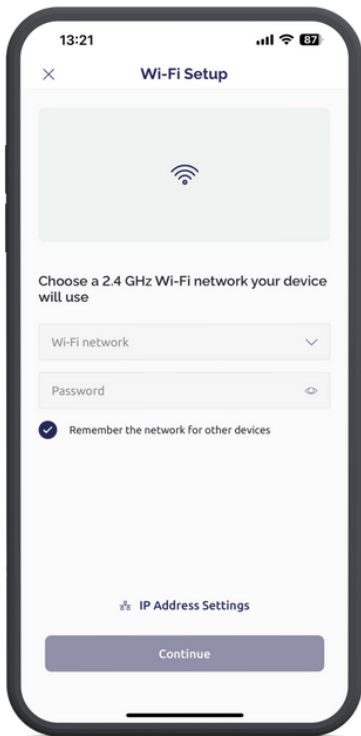 13:21
87
Wi-Fi Setup
Choose a 2.4 GHz Wi-Fi network your device
will use
Wi-Fi network
Password
Remember the network for other devices
IP Address Settings
Continue